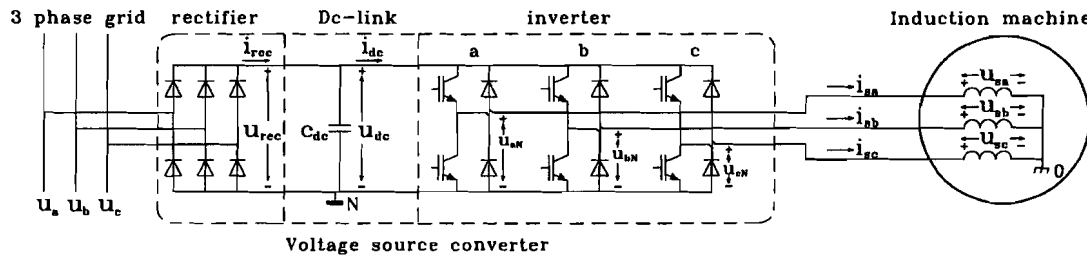 3 phase grid rectifier Dc-link inverter Induction machine
i_rec i_dc a b c
u_rec C_dc u_dc u_aN u_bN u_cN
i_sa u_sa
i_sb u_sb
i_sc u_sc
+ - + - + - + - + - + - + - + -
N 0
u_a u_b u_c
Voltage source converter